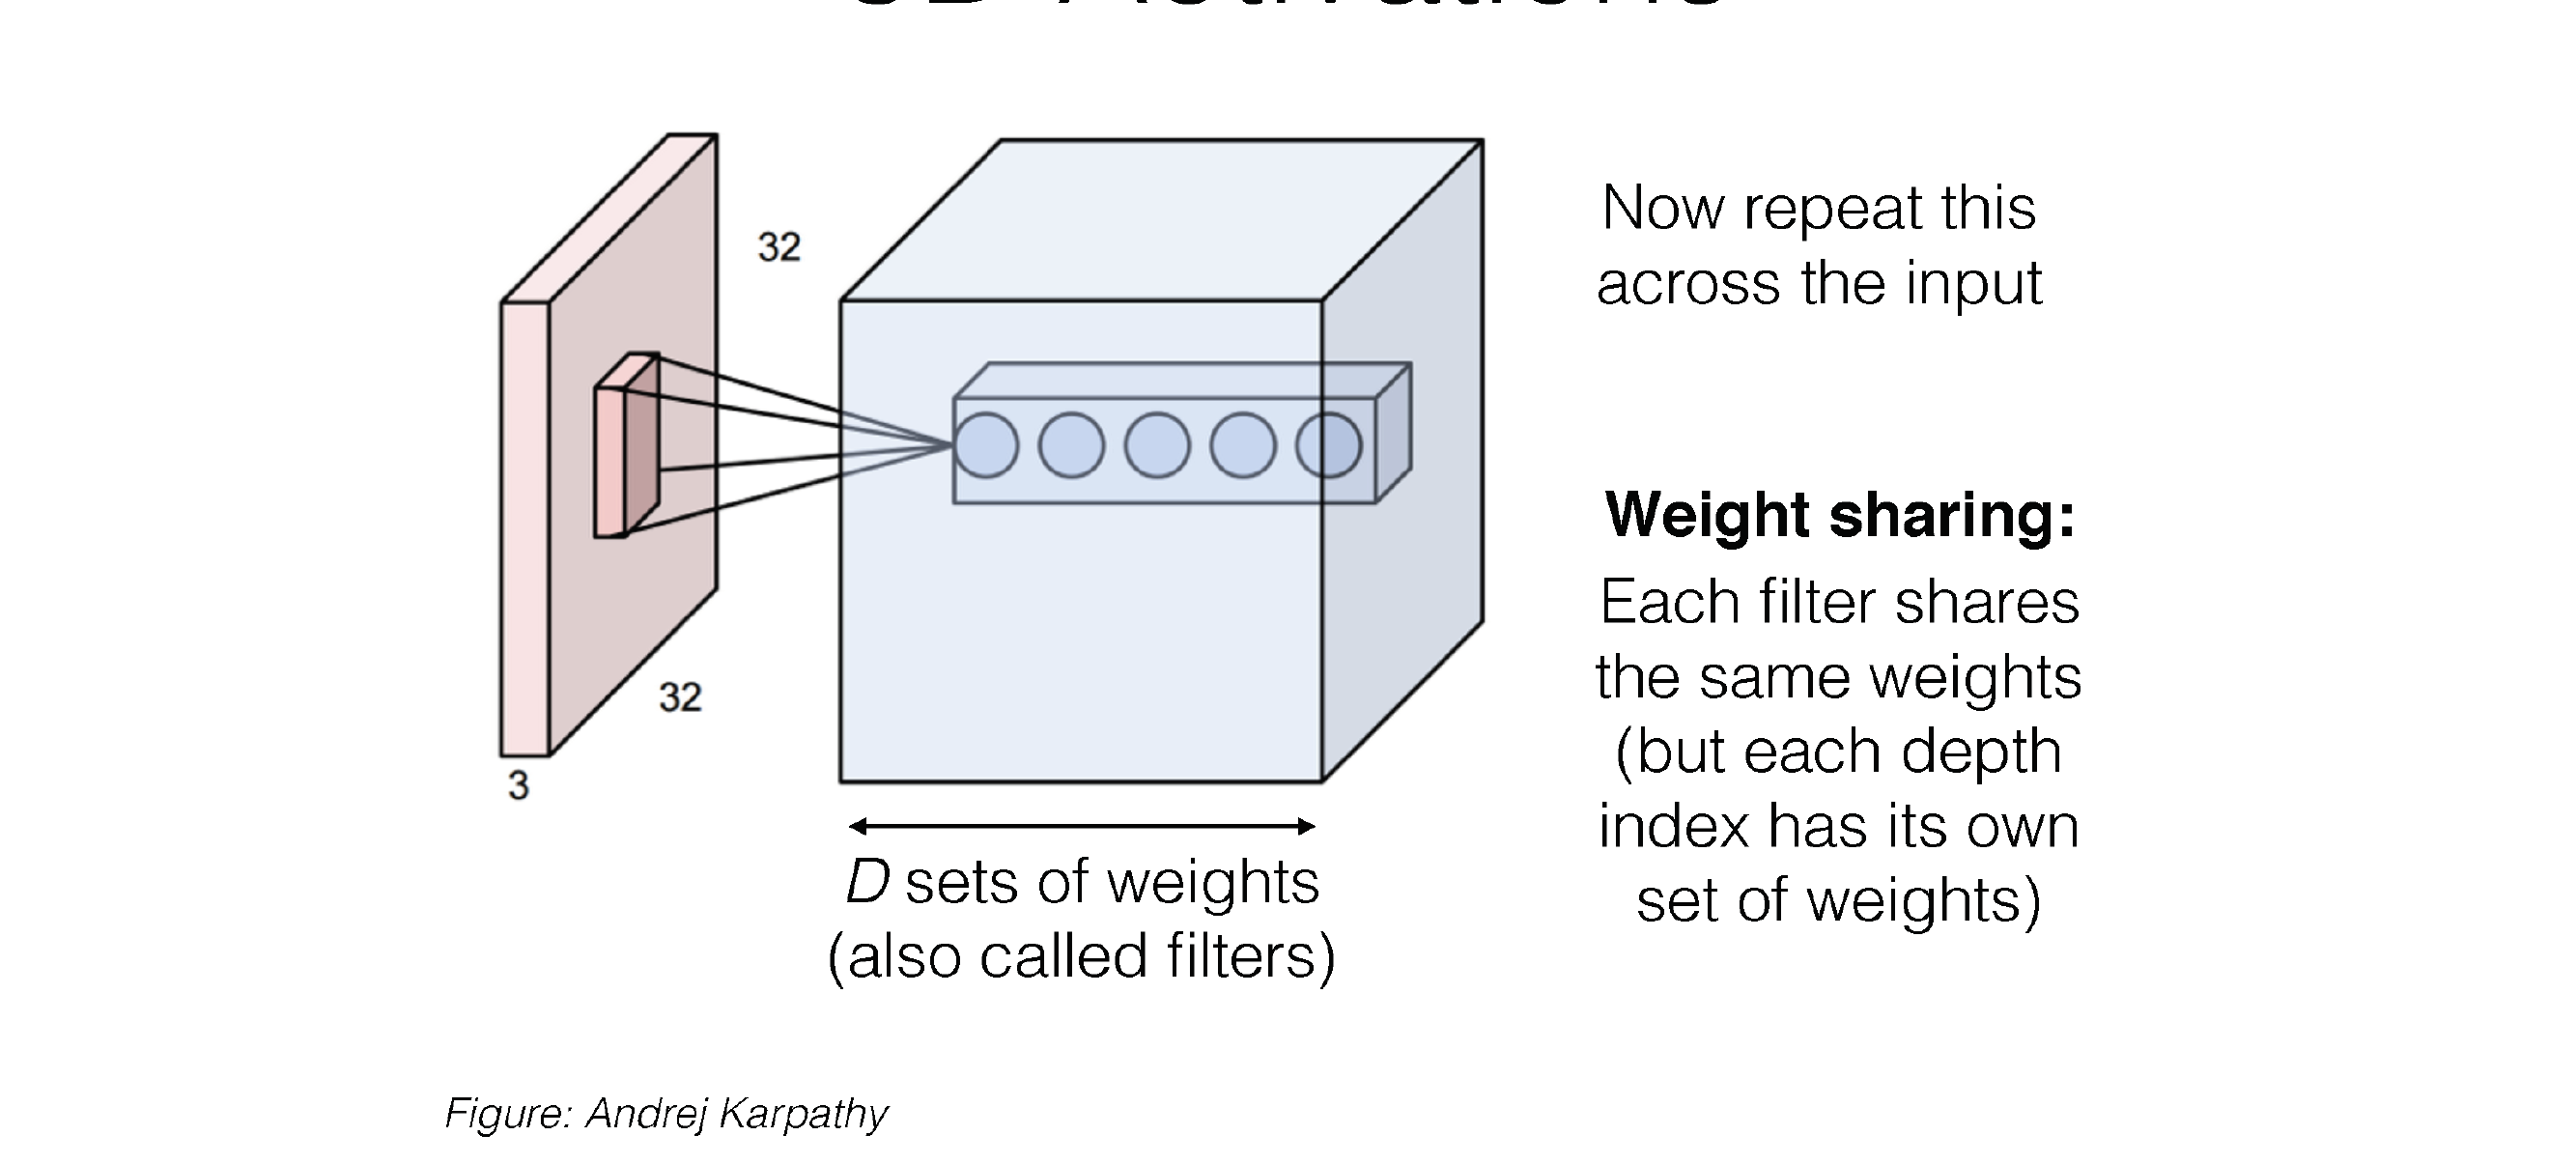 32
32
3
Now repeat this
across the input
Weight sharing:
Each filter shares
the same weights
(but each depth
index has its own
set of weights)
D sets of weights
(also called filters)
Figure: Andrej Karpathy